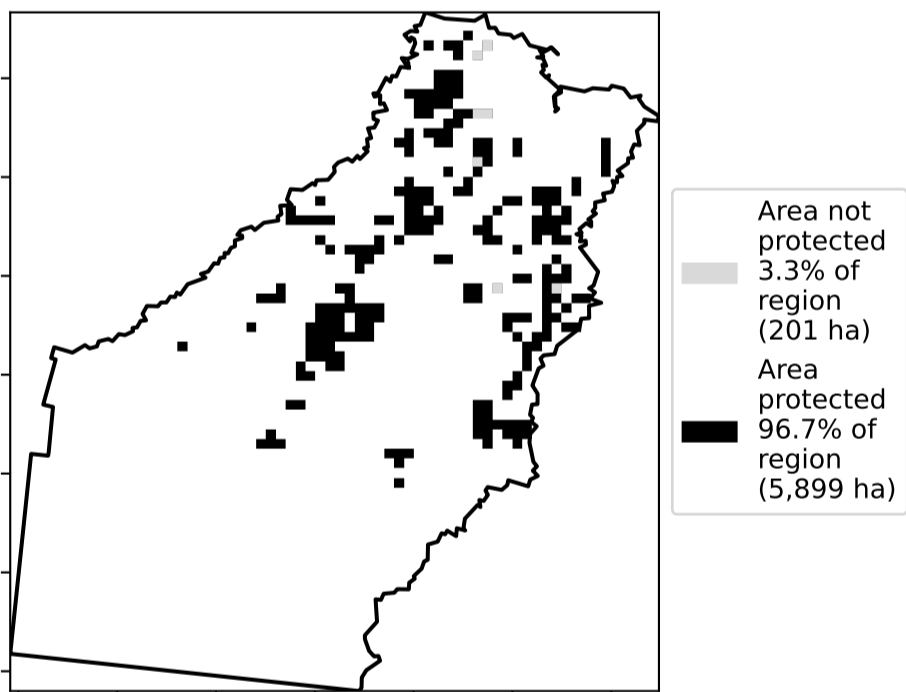 Area not
protected
3.3% of
region
(201 ha)
Area
protected
96.7% of
region
(5,899 ha)